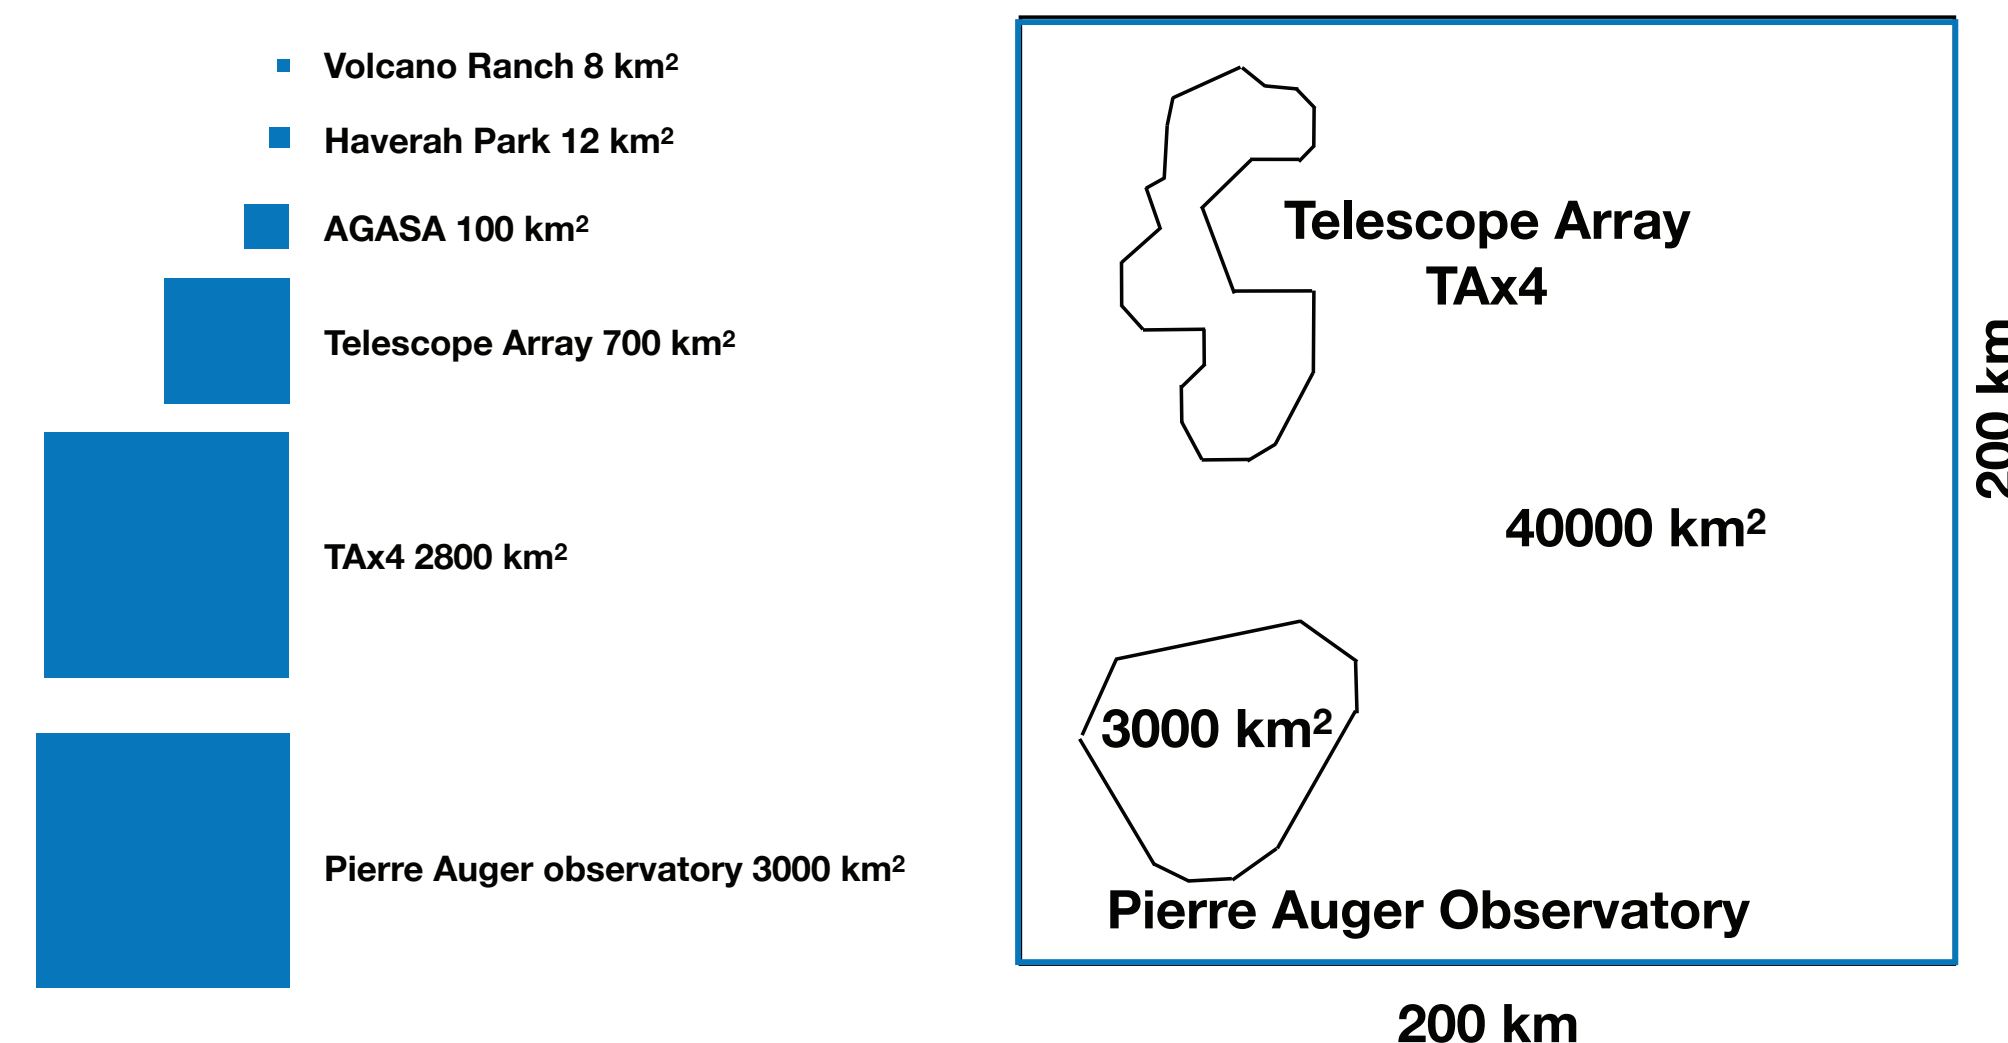 Volcano Ranch 8 km²
Haverah Park 12 km²
AGASA 100 km²
Telescope Array 700 km²
TAx4 2800 km²
Pierre Auger observatory 3000 km²
Telescope Array
TAx4
200 km
40000 km²
3000 km²
Pierre Auger Observatory
200 km